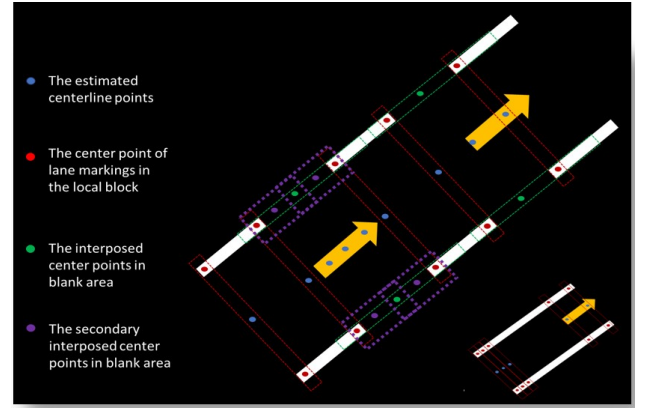 The estimated
centerline points
The center point of
lane markings in
the local block
The interposed
center points in
blank area
The secondary
interposed center
points in blank area